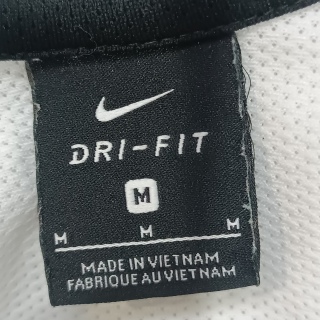 DRI-FIT
M
M M M
MADE IN VIETNAM
FABRIQUE AU VIETNAM